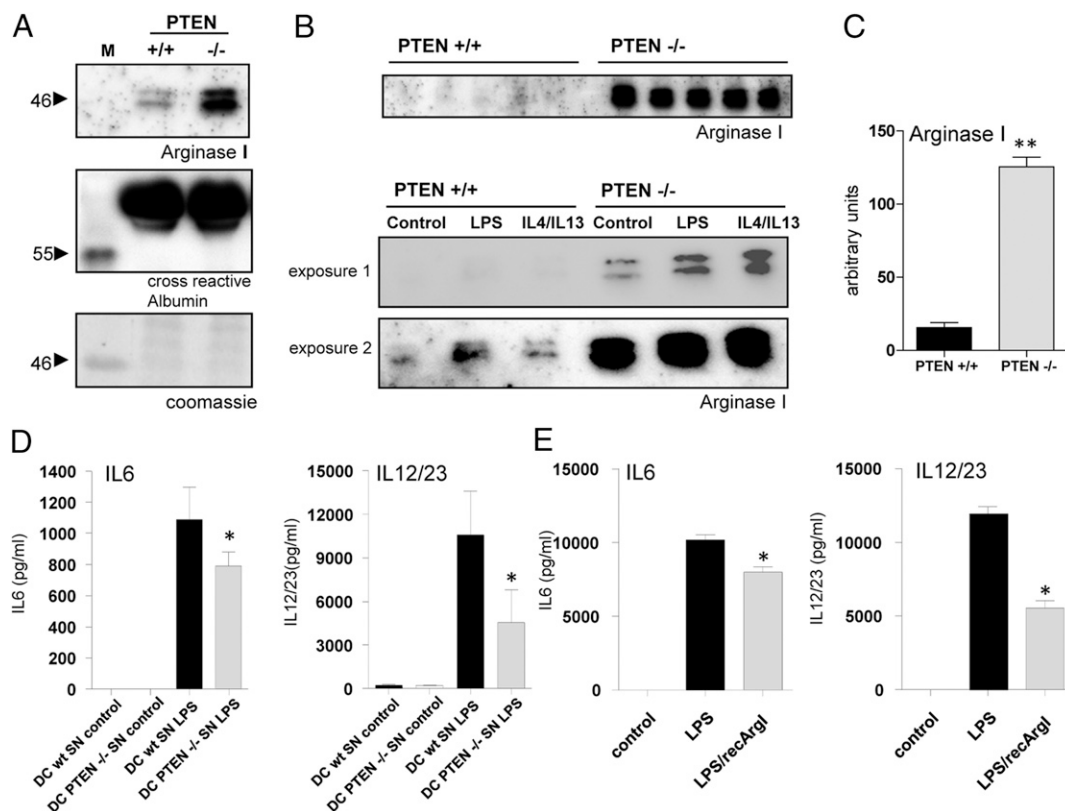 A
PTEN
M +/+ -/-
46
Arginase I
55
cross reactive
Albumin
46
coomassie
B
PTEN +/+ PTEN -/-
Arginase I
PTEN +/+ PTEN -/-
Control LPS IL4/IL13 Control LPS IL4/IL13
exposure 1
exposure 2
Arginase I
C
Arginase I
**
150
100
50
0
arbitrary units
PTEN +/+ PTEN -/-
D
IL6
1400
1200
1000
800
600
400
200
0
IL6 (pg/ml)
*
DC wt SN control
DC PTEN -/- SN control
DC wt SN LPS
DC PTEN -/- SN LPS
IL12/23
15000
12000
9000
6000
3000
0
IL12/23(pg/ml)
*
DC wt SN control
DC PTEN -/- SN control
DC wt SN LPS
DC PTEN -/- SN LPS
E
IL6
15000
10000
5000
0
IL6 (pg/ml)
*
control
LPS
LPS/recArgI
IL12/23
15000
10000
5000
0
IL12/23 (pg/ml)
*
control
LPS
LPS/recArgI